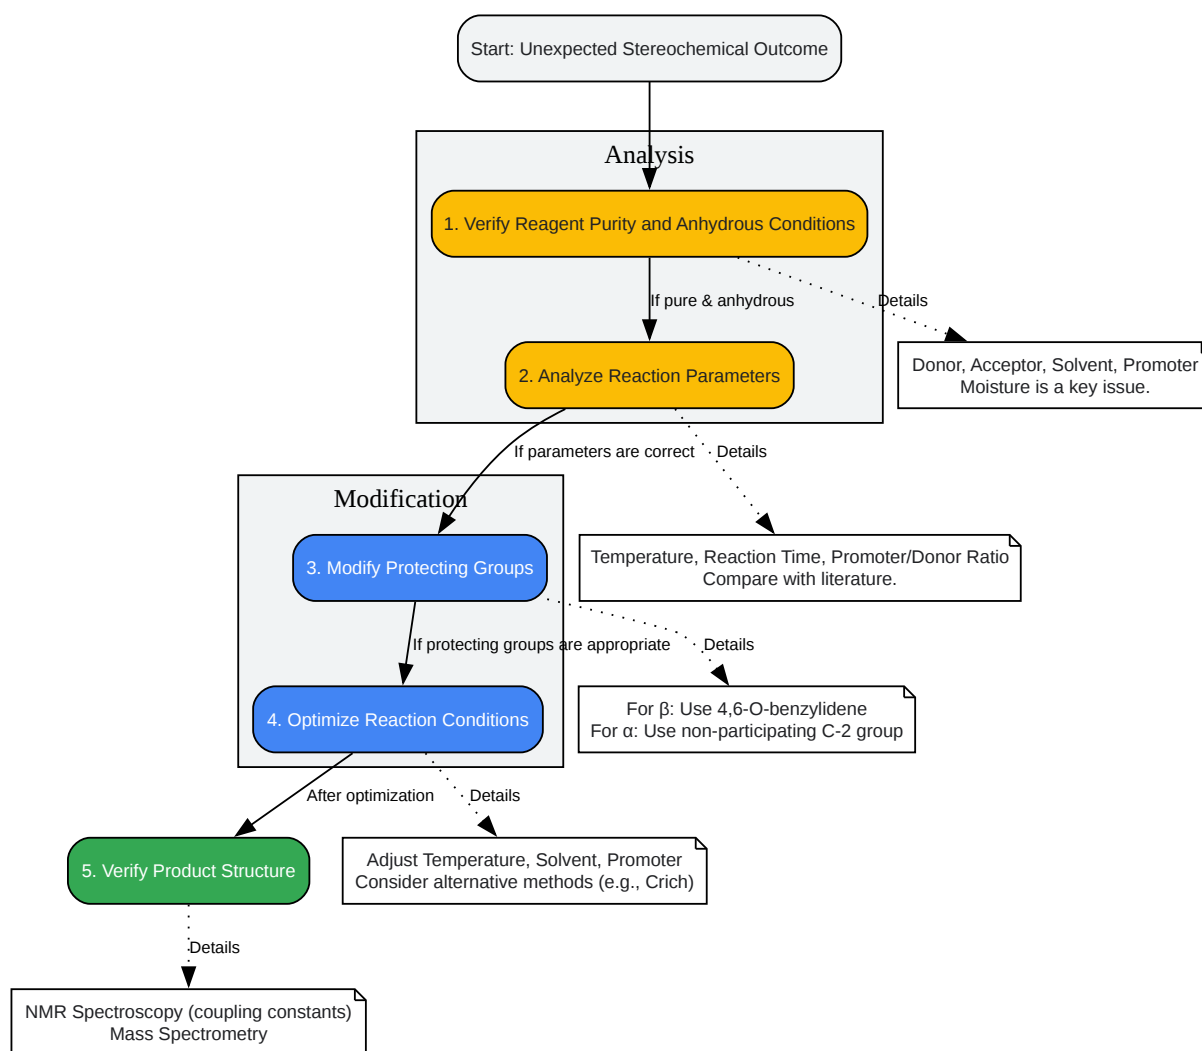 Start: Unexpected Stereochemical Outcome
Analysis
1. Verify Reagent Purity and Anhydrous Conditions
If pure & anhydrous
Details
Donor, Acceptor, Solvent, Promoter
Moisture is a key issue.
2. Analyze Reaction Parameters
If parameters are correct
Details
Modification
Temperature, Reaction Time, Promoter/Donor Ratio
Compare with literature.
3. Modify Protecting Groups
If protecting groups are appropriate
Details
For β: Use 4,6-O-benzylidene
For α: Use non-participating C-2 group
4. Optimize Reaction Conditions
After optimization
Details
Adjust Temperature, Solvent, Promoter
Consider alternative methods (e.g., Crich)
5. Verify Product Structure
Details
NMR Spectroscopy (coupling constants)
Mass Spectrometry